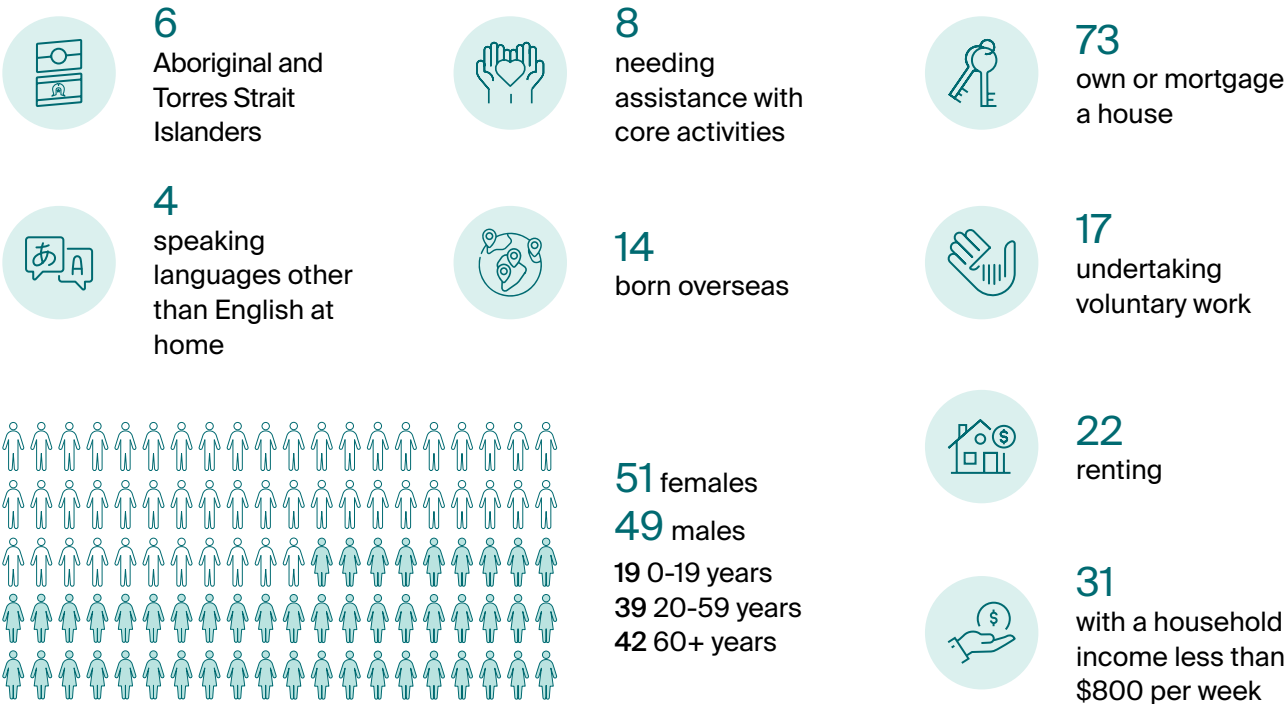 6
Aboriginal and
Torres Strait
Islanders
8
needing
assistance with
core activities
73
own or mortgage
a house
4
speaking
languages other
than English at
home
あ
A
14
born overseas
17
undertaking
voluntary work
51 females
49 males
19 0-19 years
39 20-59 years
42 60+ years
$
22
renting
$
31
with a household
income less than
$800 per week